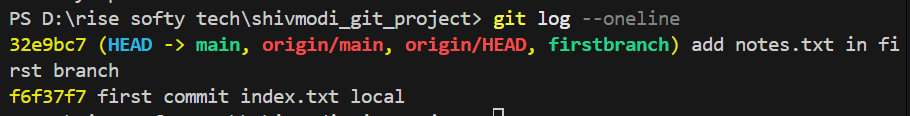 PS D:\rise softy tech\shivmodi_git_project> git log --oneline
32e9bc7 (HEAD -> main, origin/main, origin/HEAD, firstbranch) add notes.txt in fi
rst branch
f6f37f7 first commit index.txt local